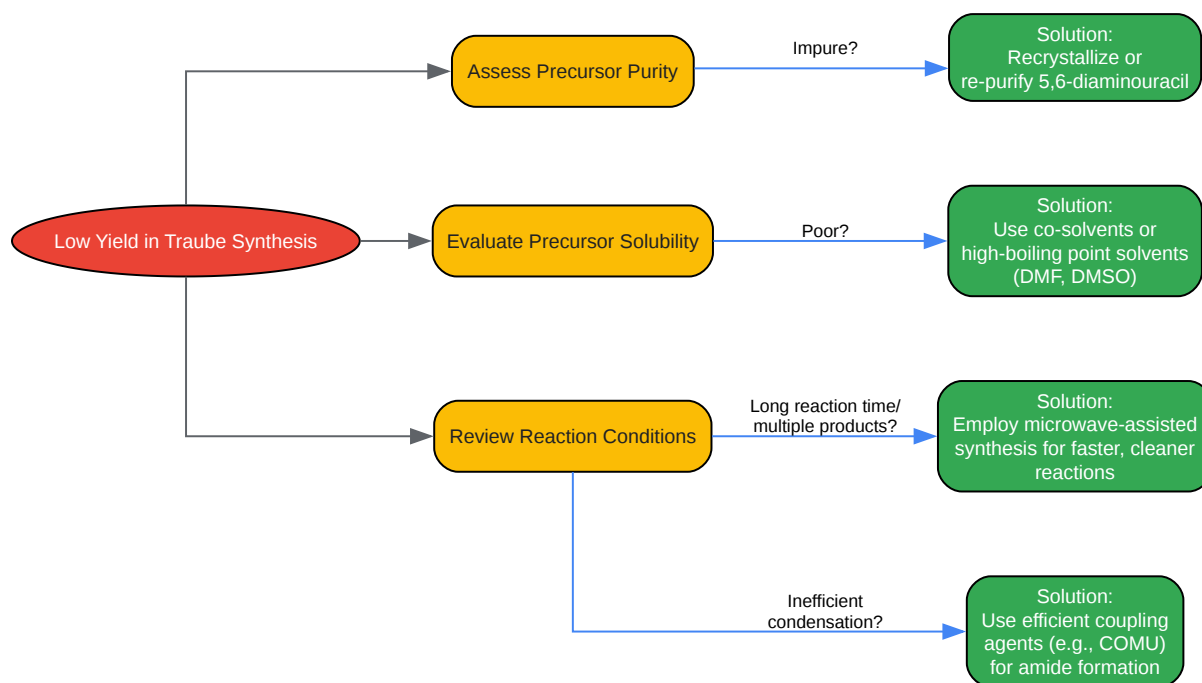 Low Yield in Traube Synthesis
Assess Precursor Purity
Impure?
Solution:
Recrystallize or
re-purify 5,6-diaminouracil
Evaluate Precursor Solubility
Poor?
Solution:
Use co-solvents or
high-boiling point solvents
(DMF, DMSO)
Review Reaction Conditions
Long reaction time/
multiple products?
Solution:
Employ microwave-assisted
synthesis for faster, cleaner
reactions
Inefficient
condensation?
Solution:
Use efficient coupling
agents (e.g., COMU)
for amide formation